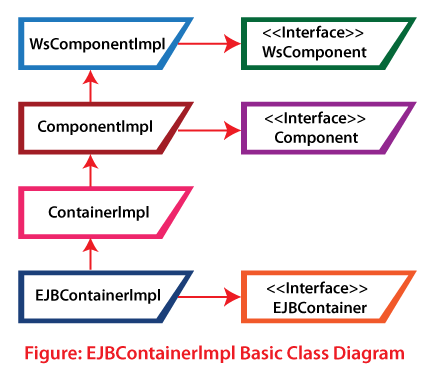 WsComponentImpl
<<Interface>>
WsComponent
ComponentImpl
<<Interface>>
Component
ContainerImpl
EJBContainerImpl
<<Interface>>
EJBContainer
Figure: EJBContainerImpl Basic Class Diagram